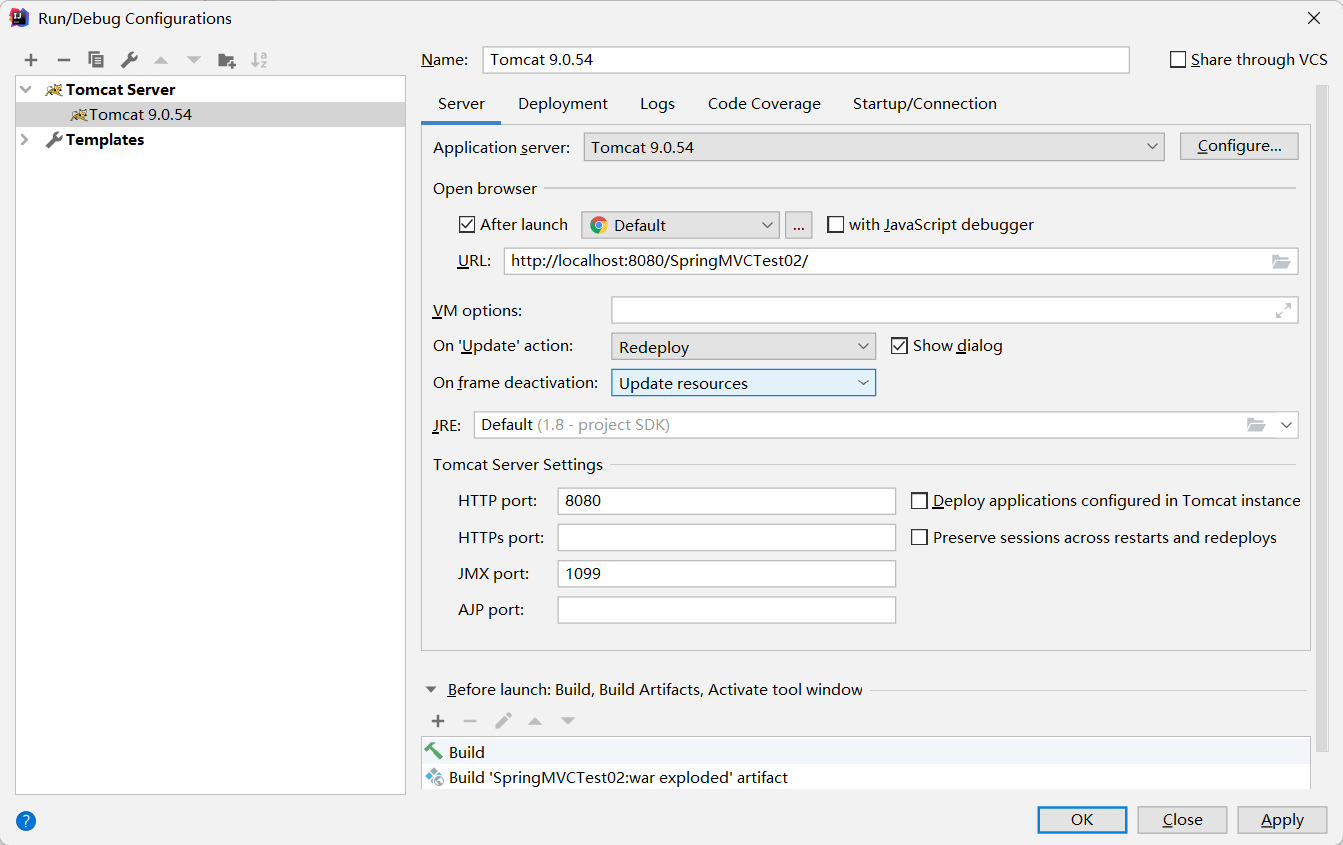 Run/Debug Configurations
Name: Tomcat 9.0.54 Share through VCS
Tomcat Server
Tomcat 9.0.54
Templates
Server Deployment Logs Code Coverage Startup/Connection
Application server: Tomcat 9.0.54 Configure...
Open browser
After launch Default ... with JavaScript debugger
URL: http://localhost:8080/SpringMVCTest02/
VM options:
On 'Update' action: Redeploy Show dialog
On frame deactivation: Update resources
JRE: Default (1.8 - project SDK)
Tomcat Server Settings
HTTP port: 8080 Deploy applications configured in Tomcat instance
HTTPs port: Preserve sessions across restarts and redeploys
JMX port: 1099
AJP port:
Before launch: Build, Build Artifacts, Activate tool window
Build
Build 'SpringMVCTest02:war exploded' artifact
? OK Close Apply